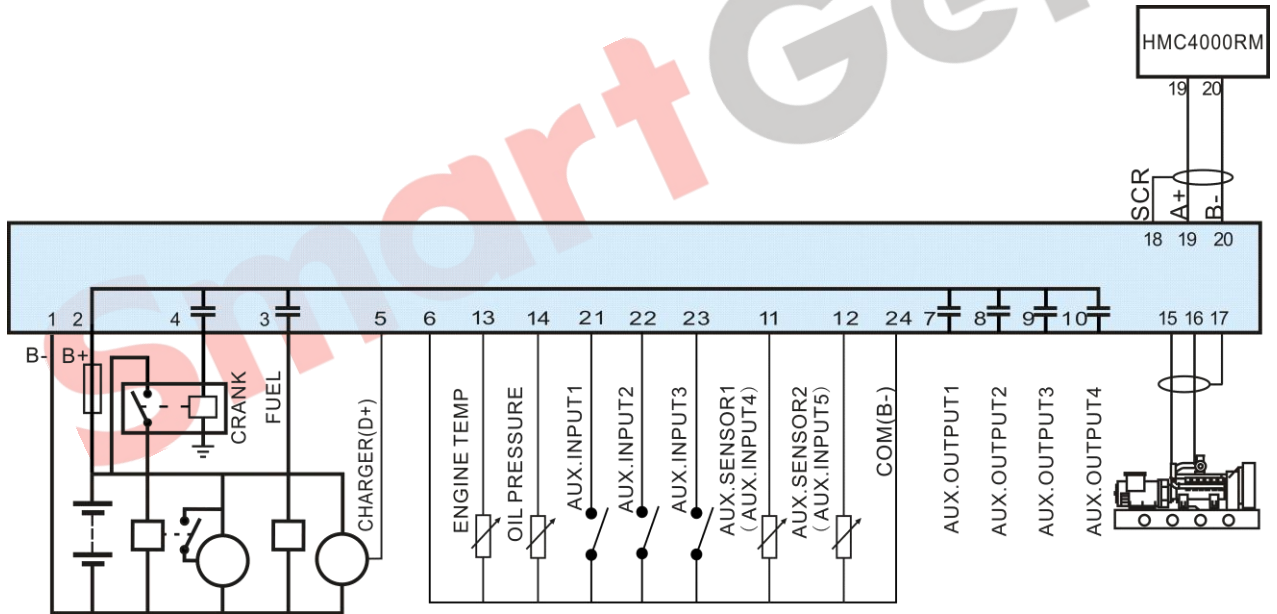 SmartGen
HMC4000RM
19 20
SCR
A+
B-
18 19 20
1 2 4 3 5 6 13 14 21 22 23 11 12 24 7 8 9 10 15 16 17
B- B+
CRANK
FUEL
CHARGER(D+)
ENGINE TEMP
OIL PRESSURE
AUX.INPUT1
AUX.INPUT2
AUX.INPUT3
AUX.SENSOR1
(AUX.INPUT4)
AUX.SENSOR2
(AUX.INPUT5)
COM(B-)
AUX.OUTPUT1
AUX.OUTPUT2
AUX.OUTPUT3
AUX.OUTPUT4